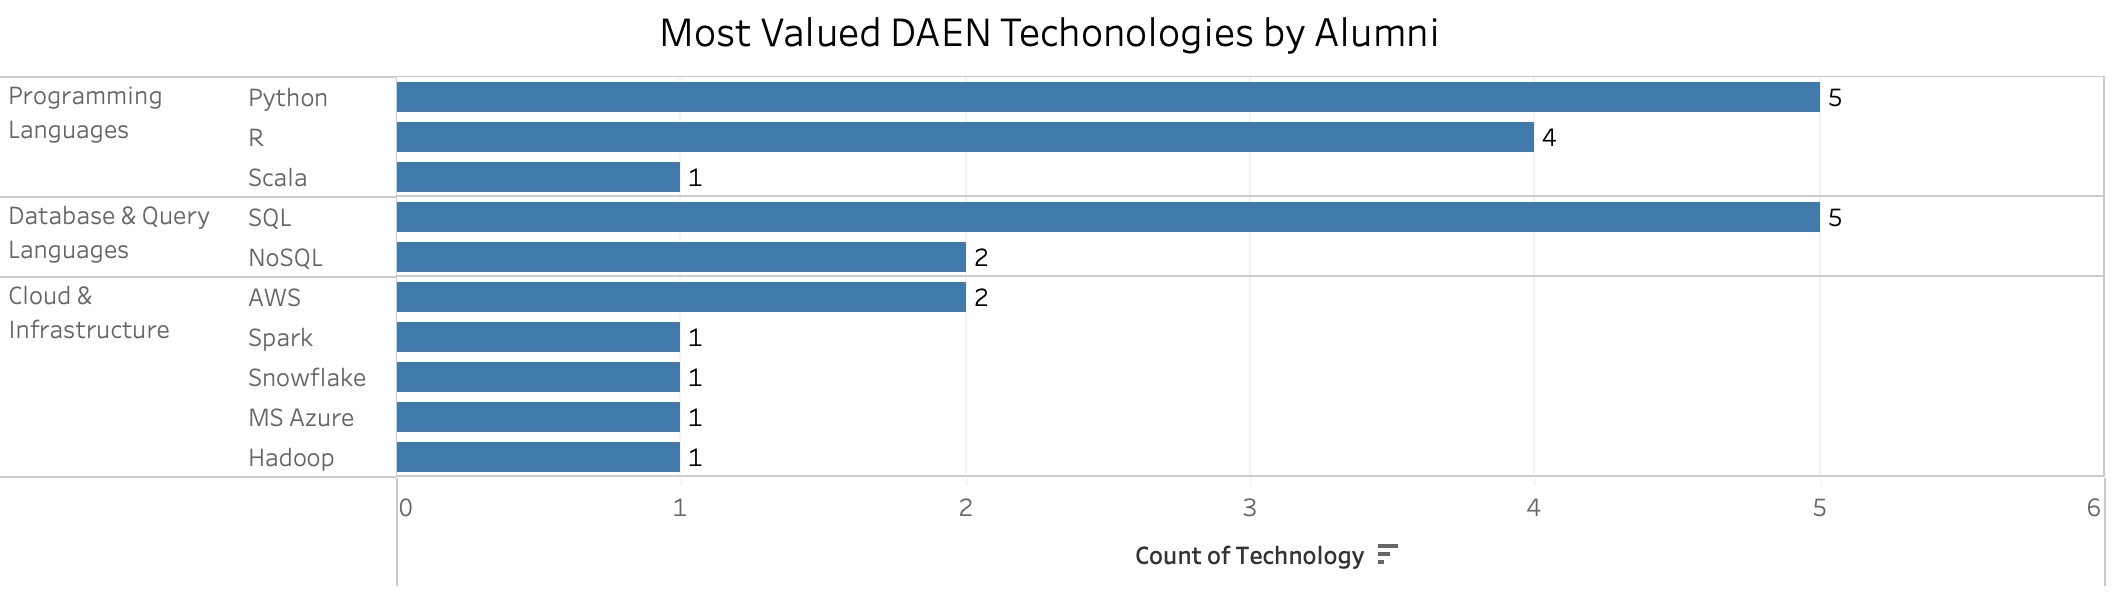 Most Valued DAEN Techonologies by Alumni
Programming
Languages
Python 5
R 4
Scala 1
Database & Query
Languages
SQL 5
NoSQL 2
Cloud &
Infrastructure
AWS 2
Spark 1
Snowflake 1
MS Azure 1
Hadoop 1
0 1 2 3 4 5 6
Count of Technology